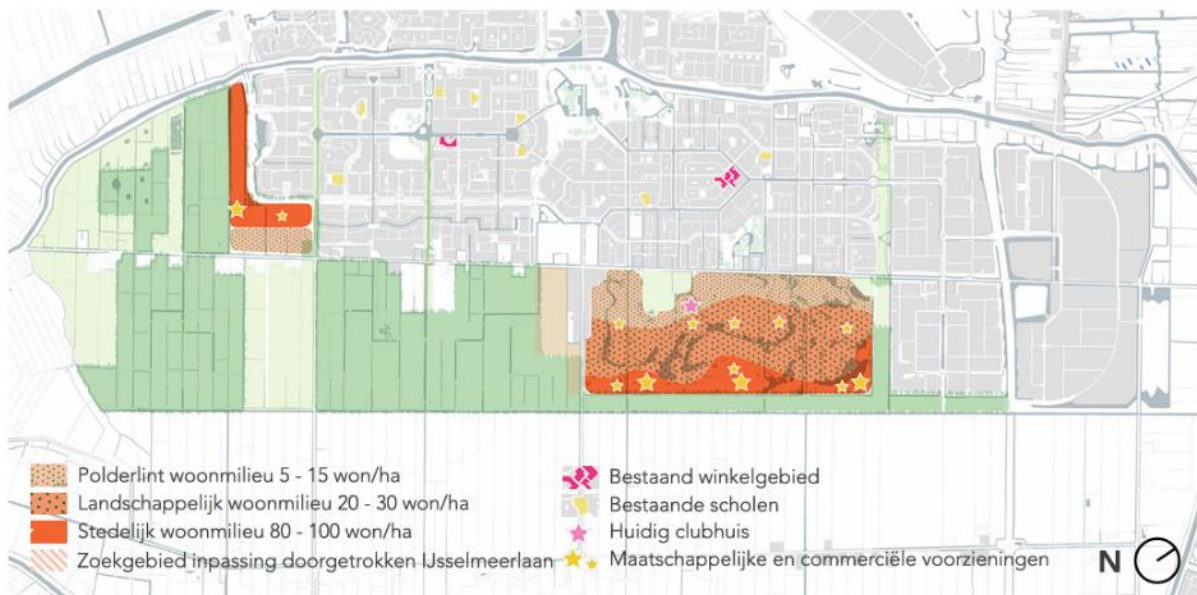 Polderlint woonmilieu 5 - 15 won/ha
Landschappelijk woonmilieu 20 - 30 won/ha
Stedelijk woonmilieu 80 - 100 won/ha
Zoekgebied inpassing doorgetrokken IJsselmeerlaan
Bestaand winkelgebied
Bestaande scholen
Huidig clubhuis
Maatschappelijke en commerciële voorzieningen
N